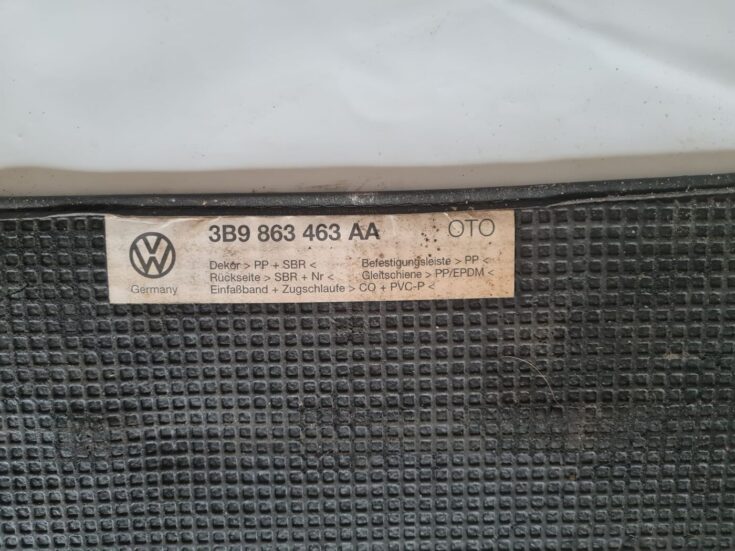 3B9 863 463 AA OTO
Dekor > PP + SBR < Befestigungsleiste > PP <
Rückseite > SBR + Nr < Gleitschiene > PP/EPDM <
Einfaßband + Zugschlaufe > CO + PVC-P <
Germany